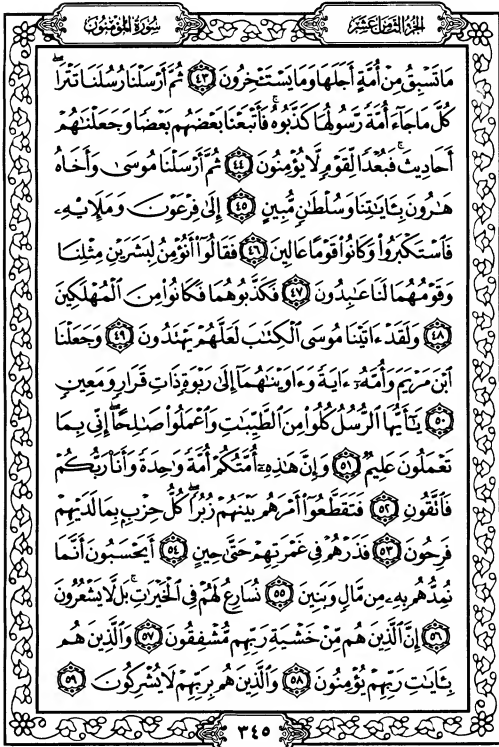 الجزء الثامن عشر
سورة المؤمنون
مَا تَسْبِقُ مِنْ أُمَّةٍ أَجَلَهَا وَمَا يَسْتَـْٔخِرُونَ ٤٣ ثُمَّ أَرْسَلْنَا رُسُلَنَا تَتْرَاۖ
كُلَّ مَا جَآءَ أُمَّةً رَّسُولُهَا كَذَّبُوهُۚ فَأَتْبَعْنَا بَعْضَهُم بَعْضًا وَجَعَلْنَٰهُمْ
أَحَادِيثَۚ فَبُعْدًا لِّقَوْمٍ لَّا يُؤْمِنُونَ ٤٤ ثُمَّ أَرْسَلْنَا مُوسَىٰ وَأَخَاهُ
هَٰرُونَ بِـَٔايَٰتِنَا وَسُلْطَٰنٍ مُّبِينٍ ٤٥ إِلَىٰ فِرْعَوْنَ وَمَلَإِي۟هِۦ
فَٱسْتَكْبَرُوا۟ وَكَانُوا۟ قَوْمًا عَالِينَ ٤٦ فَقَالُوٓا۟ أَنُؤْمِنُ لِبَشَرَيْنِ مِثْلِنَا
وَقَوْمُهُمَا لَنَا عَٰبِدُونَ ٤٧ فَكَذَّبُوهُمَا فَكَانُوا۟ مِنَ ٱلْمُهْلَكِينَ
٤٨ وَلَقَدْ ءَاتَيْنَا مُوسَى ٱلْكِتَٰبَ لَعَلَّهُمْ يَهْتَدُونَ ٤٩ وَجَعَلْنَا
ٱبْنَ مَرْيَمَ وَأُمَّهُۥٓ ءَايَةً وَءَاوَيْنَٰهُمَآ إِلَىٰ رَبْوَةٍ ذَاتِ قَرَارٍ وَمَعِينٍ
٥٠ يَٰٓأَيُّهَا ٱلرُّسُلُ كُلُوا۟ مِنَ ٱلطَّيِّبَٰتِ وَٱعْمَلُوا۟ صَٰلِحًاۖ إِنِّى بِمَا
تَعْمَلُونَ عَلِيمٌ ٥١ وَإِنَّ هَٰذِهِۦٓ أُمَّتُكُمْ أُمَّةً وَٰحِدَةً وَأَنَا۠ رَبُّكُمْ
فَٱتَّقُونِ ٥٢ فَتَقَطَّعُوٓا۟ أَمْرَهُم بَيْنَهُمْ زُبُرًاۖ كُلُّ حِزْبٍۭ بِمَا لَدَيْهِمْ
فَرِحُونَ ٥٣ فَذَرْهُمْ فِى غَمْرَتِهِمْ حَتَّىٰ حِينٍ ٥٤ أَيَحْسَبُونَ أَنَّمَا
نُمِدُّهُم بِهِۦ مِن مَّالٍ وَبَنِينَ ٥٥ نُسَارِعُ لَهُمْ فِى ٱلْخَيْرَٰتِۚ بَل لَّا يَشْعُرُونَ
٥٦ إِنَّ ٱلَّذِينَ هُم مِّنْ خَشْيَةِ رَبِّهِم مُّشْفِقُونَ ٥٧ وَٱلَّذِينَ هُم
بِـَٔايَٰتِ رَبِّهِمْ يُؤْمِنُونَ ٥٨ وَٱلَّذِينَ هُم بِرَبِّهِمْ لَا يُشْرِكُونَ ٥٩
٣٤٥